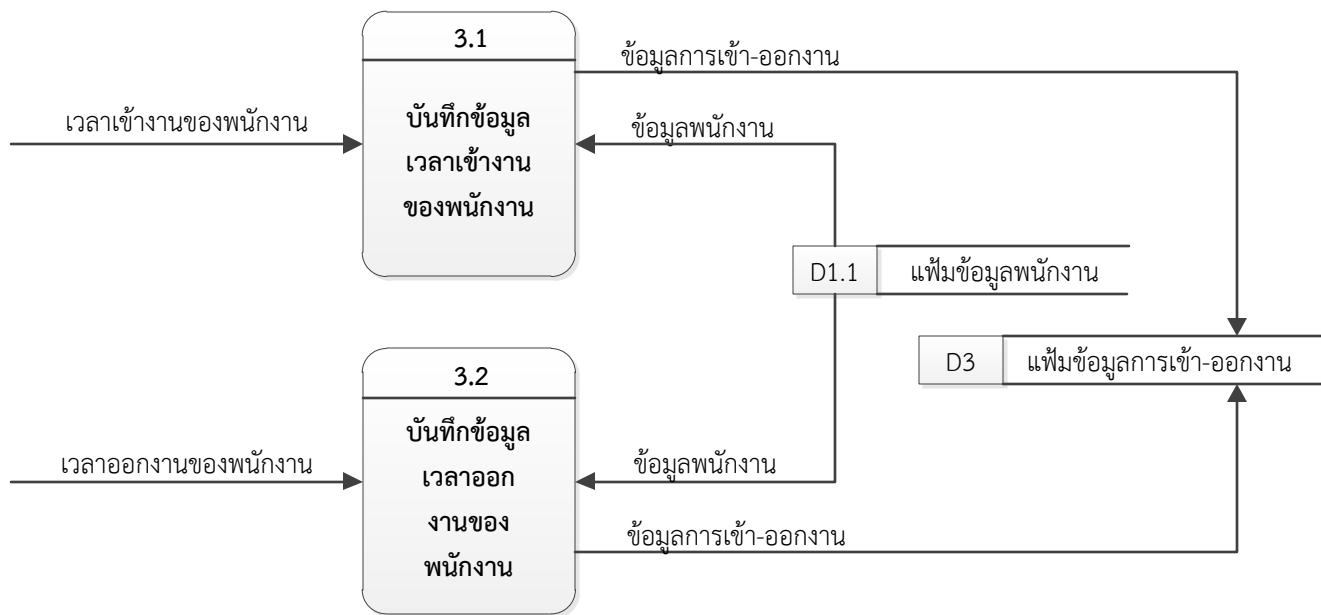 3.1
ข้อมูลการเข้า-ออกงาน
เวลาเข้างานของพนักงาน
บันทึกข้อมูล
เวลาเข้างาน
ของพนักงาน
ข้อมูลพนักงาน
D1.1
แฟ้มข้อมูลพนักงาน
D3
แฟ้มข้อมูลการเข้า-ออกงาน
3.2
บันทึกข้อมูล
เวลาออก
งานของ
พนักงาน
เวลาออกงานของพนักงาน
ข้อมูลพนักงาน
ข้อมูลการเข้า-ออกงาน